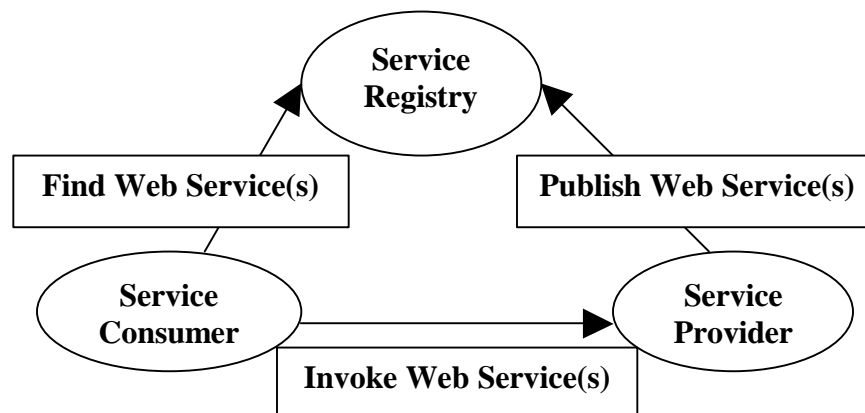 Service
Registry
Find Web Service(s)
Publish Web Service(s)
Service
Consumer
Service
Provider
Invoke Web Service(s)